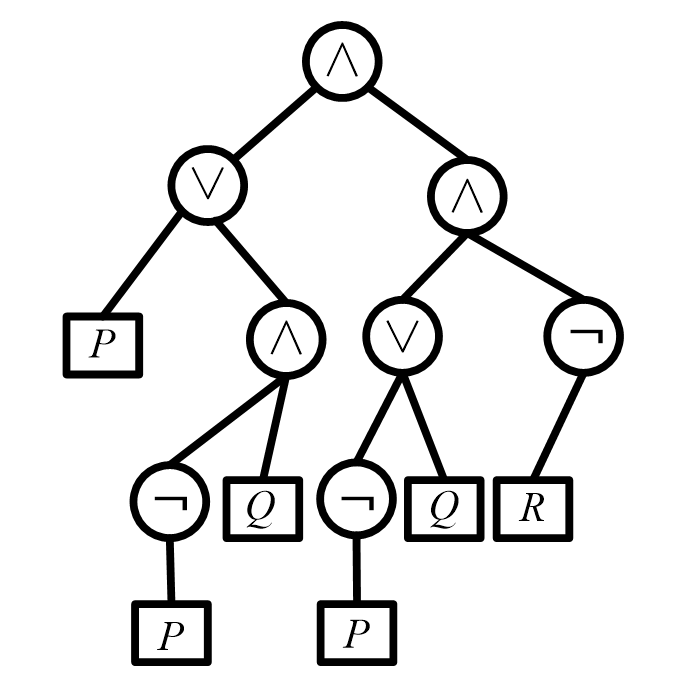 ∧
∨ ∧
P ∧ ∨ ¬
¬ Q ¬ Q R
P P